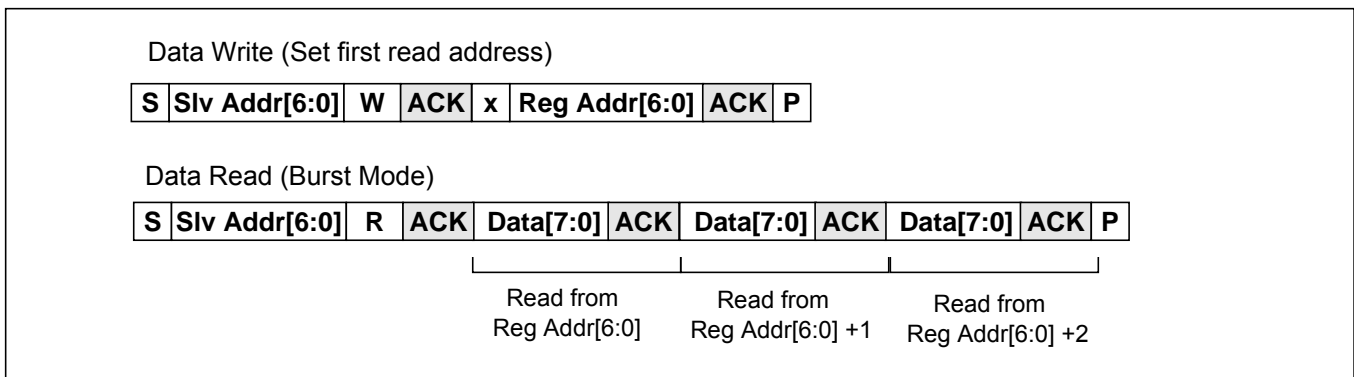 Data Write (Set first read address)
S Slv Addr[6:0] W ACK x Reg Addr[6:0] ACK P
Data Read (Burst Mode)
S Slv Addr[6:0] R ACK Data[7:0] ACK Data[7:0] ACK Data[7:0] ACK P
Read from Read from Read from
Reg Addr[6:0] Reg Addr[6:0] +1 Reg Addr[6:0] +2